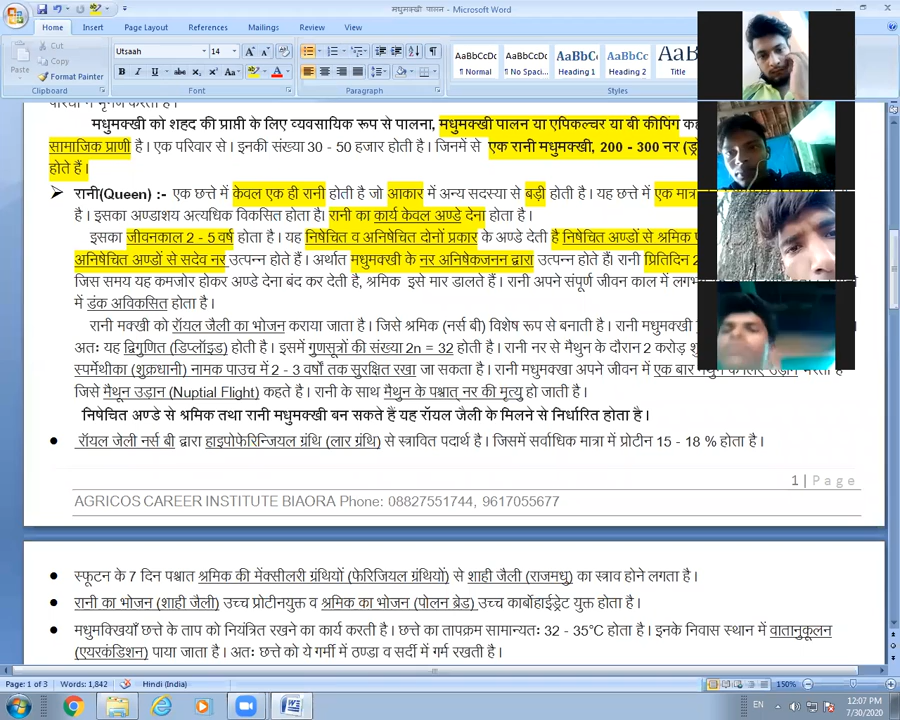 मधुमक्खी पालन - Microsoft Word
Home Insert Page Layout References Mailings Review View
Cut
Copy
Paste
Format Painter
Clipboard
Utsaah 14
Font
Paragraph
AaBbCcDc AaBbCcDc AaBbC AaBbCc AaB
¶ Normal ¶ No Spaci... Heading 1 Heading 2 Title
Styles
मधुमक्खी को शहद की प्राप्ती के लिए व्यवसायिक रूप से पालना, मधुमक्खी पालन या एपिकल्चर या बी कीपिंग
सामाजिक प्राणी है। एक परिवार से। इनकी संख्या 30 - 50 हजार होती है। जिनमें से एक रानी मधुमक्खी, 200 - 300 नर
होते हैं।
रानी(Queen) :- एक छत्ते में केवल एक ही रानी होती है जो आकार में अन्य सदस्या से बड़ी होती है। यह छत्ते में एक मात्र
है। इसका अण्डाशय अत्यधिक विकसित होता है। रानी का कार्य केवल अण्डे देना होता है।
इसका जीवनकाल 2 - 5 वर्ष होता है। यह निषेचित व अनिषेचित दोनों प्रकार के अण्डे देती है निषेचित अण्डों से श्रमिक
अनिषेचित अण्डों से सदेव नर उत्पन्न होते हैं। अर्थात मधुमक्खी के नर अनिषेकजनन द्वारा उत्पन्न होते हैं। रानी प्रितिदिन
जिस समय यह कमजोर होकर अण्डे देना बंद कर देती है, श्रमिक इसे मार डालते हैं। रानी अपने संपूर्ण जीवन काल में
में डंक अविकसित होता है।
रानी मक्खी को रॉयल जैली का भोजन कराया जाता है। जिसे श्रमिक (नर्स बी) विशेष रूप से बनाती है। रानी मधुमक्खी
अतः यह द्विगुणित (डिप्लॉइड) होती है। इसमें गुणसूत्रों की संख्या 2n = 32 होती है। रानी नर से मैथुन के दौरान 2 करोड़
स्पर्मेथीका (शुक्रधानी) नामक पाउच में 2 - 3 वर्षों तक सुरक्षित रखा जा सकता है। रानी मधुमक्खा अपने जीवन में एक बार
जिसे मैथून उड़ान (Nuptial Flight) कहते है। रानी के साथ मैथुन के पश्चात् नर की मृत्यु हो जाती है।
निषेचित अण्डे से श्रमिक तथा रानी मधुमक्खी बन सकते हैं यह रॉयल जैली के मिलने से निर्धारित होता है।
रॉयल जेली नर्स बी द्वारा हाइपोफेरिन्जियल ग्रंथि (लार ग्रंथि) से स्त्रावित पदार्थ है। जिसमें सर्वाधिक मात्रा में प्रोटीन 15 - 18 % होता है।
1 | Page
AGRICOS CAREER INSTITUTE BIAORA Phone: 08827551744, 9617055677
स्फूटन के 7 दिन पश्चात श्रमिक की मेंक्सीलरी ग्रंथियों (फेरिजियल ग्रंथियों) से शाही जैली (राजमधु) का स्त्राव होने लगता है।
रानी का भोजन (शाही जैली) उच्च प्रोटीनयुक्त व श्रमिक का भोजन (पोलन ब्रेड) उच्च कार्बोहाईड्रेट युक्त होता है।
मधुमक्खियाँ छत्ते के ताप को नियंत्रित रखने का कार्य करती है। छत्ते का तापक्रम सामान्यतः 32 - 35°C होता है। इनके निवास स्थान में वातानुकूलन
(एयरकंडिशन) पाया जाता है। अतः छत्ते को ये गर्मी में ठण्डा व सर्दी में गर्म रखती है।
Page: 1 of 3 Words: 1,842 Hindi (India) 150%
EN
12:07 PM
7/30/2020